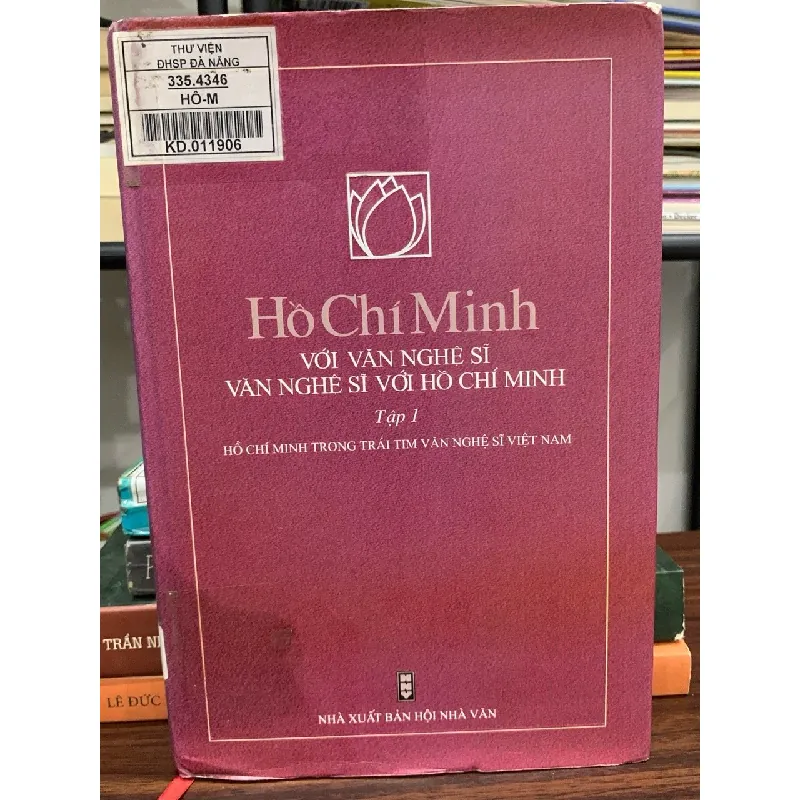 THƯ VIỆN
ĐHSP ĐÀ NẴNG
335.4346
HỒ-M
KD.011906
Hồ Chí Minh
VỚI VĂN NGHỆ SĨ
VĂN NGHỆ SĨ VỚI HỒ CHÍ MINH
Tập 1
HỒ CHÍ MINH TRONG TRÁI TIM VĂN NGHỆ SĨ VIỆT NAM
NHÀ XUẤT BẢN HỘI NHÀ VĂN
TRẦN
LÊ ĐỨC